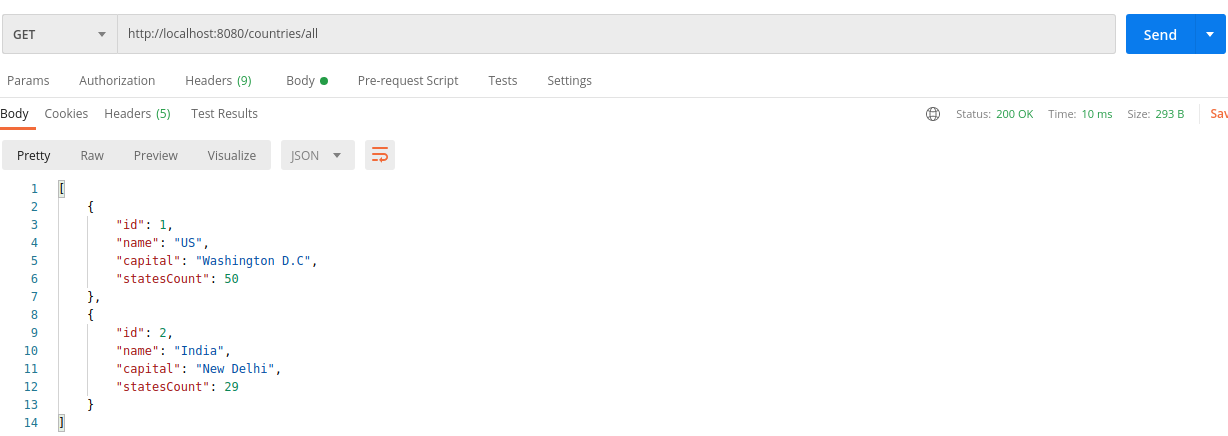 GET http://localhost:8080/countries/all Send
Params Authorization Headers (9) Body Pre-request Script Tests Settings
Body Cookies Headers (5) Test Results Status: 200 OK Time: 10 ms Size: 293 B Sav
Pretty Raw Preview Visualize JSON
1 [
2 {
3 "id": 1,
4 "name": "US",
5 "capital": "Washington D.C",
6 "statesCount": 50
7 },
8 {
9 "id": 2,
10 "name": "India",
11 "capital": "New Delhi",
12 "statesCount": 29
13 }
14 ]